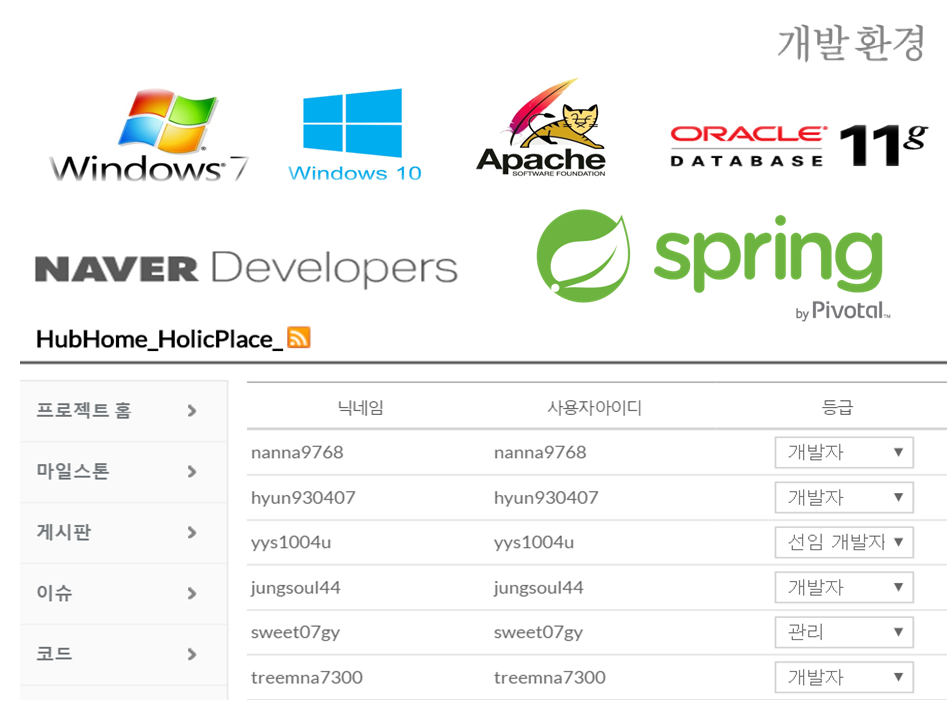 개발 환경
Windows 7
Windows 10
Apache
SOFTWARE FOUNDATION
ORACLE
DATABASE 11g
NAVER Developers
spring
by Pivotal™
HubHome_HolicPlace_
프로젝트 홈
마일스톤
게시판
이슈
코드
닉네임 사용자아이디 등급
nanna9768 nanna9768 개발자
hyun930407 hyun930407 개발자
yys1004u yys1004u 선임 개발자
jungsoul44 jungsoul44 개발자
sweet07gy sweet07gy 관리
treemna7300 treemna7300 개발자